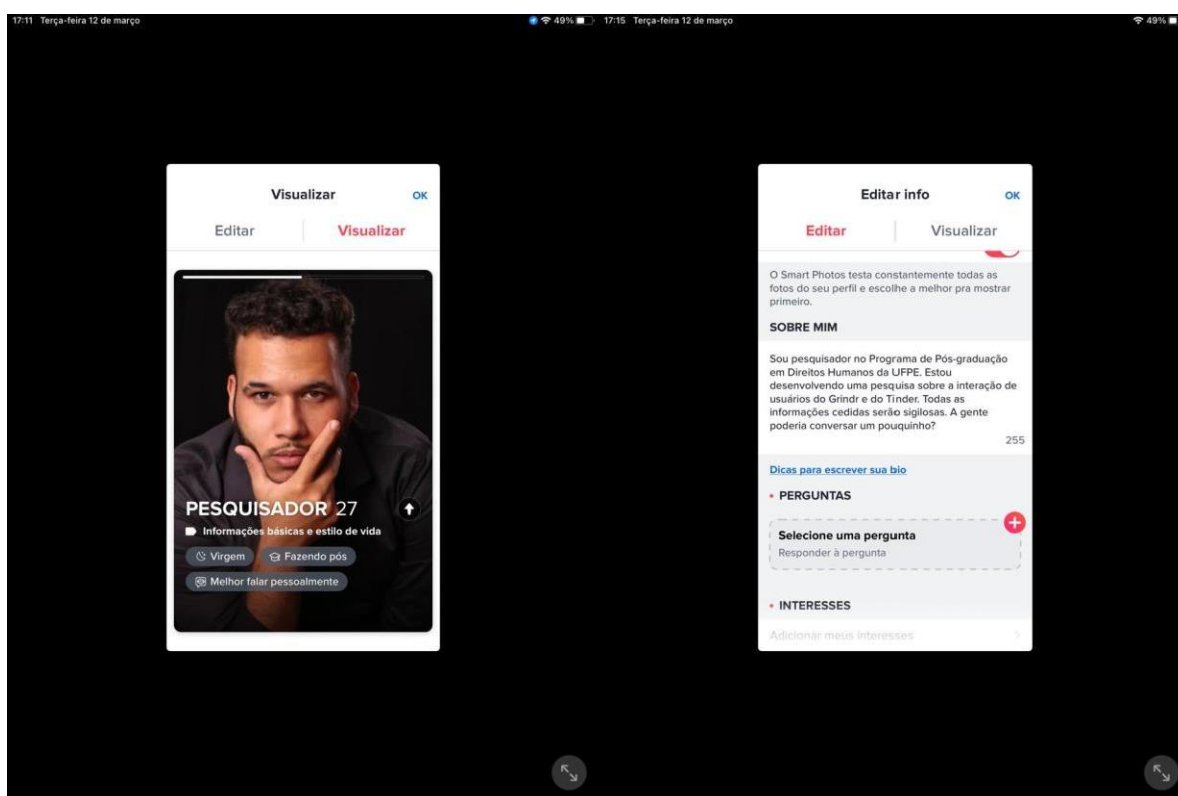 17:11 Terça-feira 12 de março
49%
Visualizar
OK
Editar
Visualizar
PESQUISADOR 27
Informações básicas e estilo de vida
Virgem
Fazendo pós
Melhor falar pessoalmente
17:15 Terça-feira 12 de março
49%
Editar info
OK
Editar
Visualizar
O Smart Photos testa constantemente todas as
fotos do seu perfil e escolhe a melhor pra mostrar
primeiro.
SOBRE MIM
Sou pesquisador no Programa de Pós-graduação
em Direitos Humanos da UFPE. Estou
desenvolvendo uma pesquisa sobre a interação de
usuários do Grindr e do Tinder. Todas as
informações cedidas serão sigilosas. A gente
poderia conversar um pouquinho?
255
Dicas para escrever sua bio
• PERGUNTAS
Selecione uma pergunta
Responder à pergunta
• INTERESSES
Adicionar meus interesses